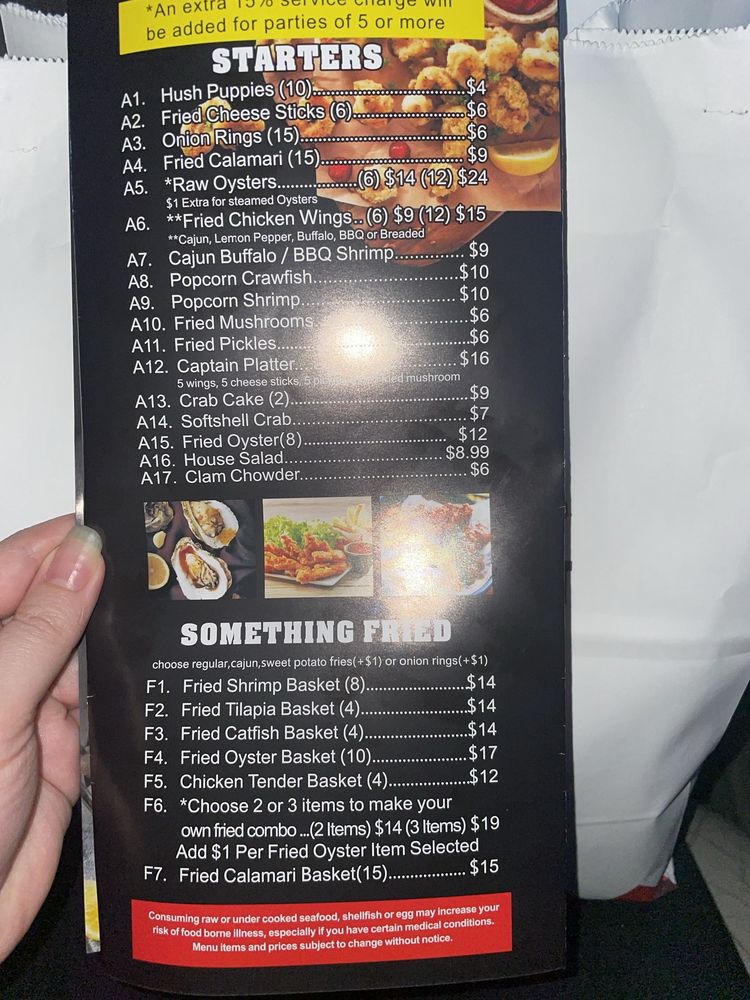 *An extra 15% service charge will
be added for parties of 5 or more
STARTERS
A1. Hush Puppies (10)..........................$4
A2. Fried Cheese Sticks (6)....................$6
A3. Onion Rings (15)............................$6
A4. Fried Calamari (15)......................... $9
A5. *Raw Oysters...............(6) $14 (12) $24
$1 Extra for steamed Oysters
A6. **Fried Chicken Wings..(6) $9 (12) $15
**Cajun, Lemon Pepper, Buffalo, BBQ or Breaded
A7. Cajun Buffalo / BBQ Shrimp............. $9
A8. Popcorn Crawfish...........................$10
A9. Popcorn Shrimp.............................$10
A10. Fried Mushrooms...........................$6
A11. Fried Pickles.................................$6
A12. Captain Platter..............................$16
5 wings, 5 cheese sticks, 5 mushroom
A13. Crab Cake (2)................................$9
A14. Softshell Crab................................$7
A15. Fried Oyster(8).......................... $12
A16. House Salad...........................$8.99
A17. Clam Chowder.............................. $6
SOMETHING FRIED
choose regular,cajun,sweet potato fries(+$1) or onion rings(+$1)
F1. Fried Shrimp Basket (8)...................$14
F2. Fried Tilapia Basket (4)....................$14
F3. Fried Catfish Basket (4)...................$14
F4. Fried Oyster Basket (10)..................$17
F5. Chicken Tender Basket (4)...............$12
F6. *Choose 2 or 3 items to make your
own fried combo ...(2 Items) $14 (3 Items) $19
Add $1 Per Fried Oyster Item Selected
F7. Fried Calamari Basket(15)................. $15
Consuming raw or under cooked seafood, shellfish or egg may increase your
risk of food borne illness, especially if you have certain medical conditions.
Menu items and prices subject to change without notice.